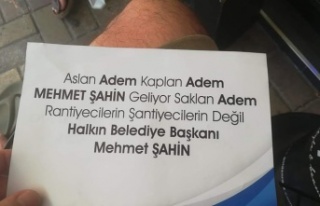 Aslan Adem Kaplan Adem
MEHMET ŞAHİN Geliyor Saklan Adem
Rantiyecilerin Şantiyecilerin Değil
Halkın Belediye Başkanı
Mehmet ŞAHİN